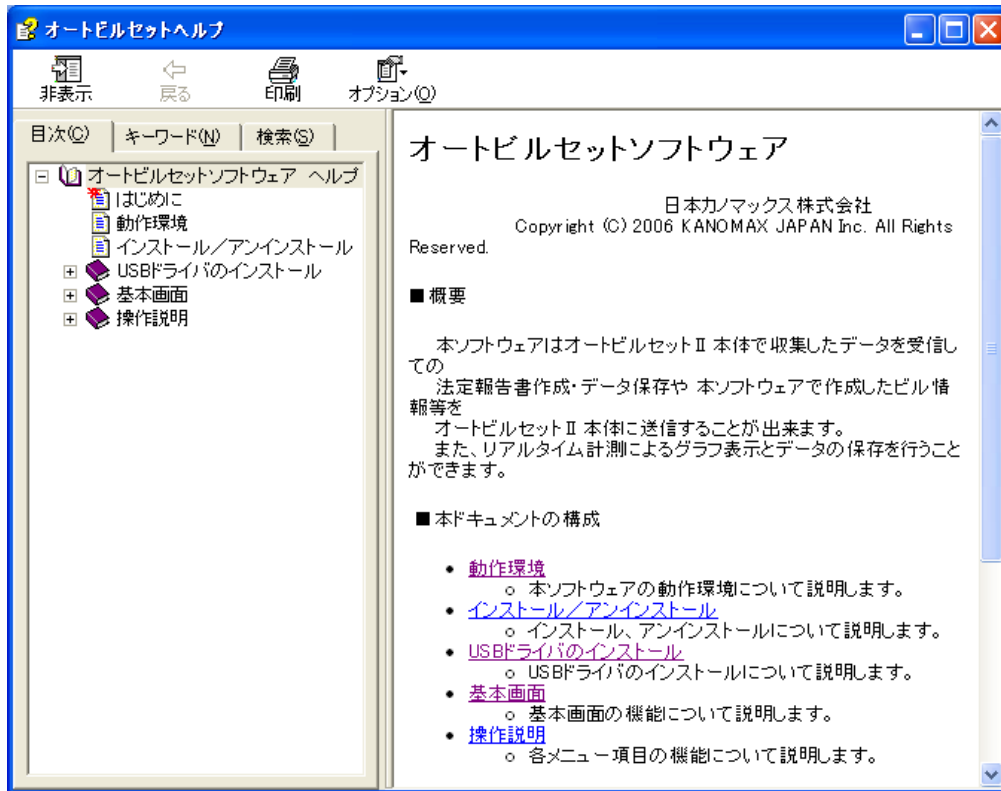 オートビルセットヘルプ
非表示
戻る
印刷
オプション(O)
目次(C)
キーワード(N)
検索(S)
オートビルセットソフトウェア ヘルプ
はじめに
動作環境
インストール／アンインストール
USBドライバのインストール
基本画面
操作説明
オートビルセットソフトウェア
日本カノマックス株式会社
Copyright (C) 2006 KANOMAX JAPAN Inc. All Rights
Reserved.
■概要
本ソフトウェアはオートビルセットⅡ 本体で収集したデータを受信し
ての
法定報告書作成・データ保存や 本ソフトウェアで作成したビル情
報等を
オートビルセットⅡ 本体に送信することが出来ます。
また、リアルタイム計測によるグラフ表示とデータの保存を行うこと
ができます。
■本ドキュメントの構成
• 動作環境
o 本ソフトウェアの動作環境について説明します。
• インストール／アンインストール
o インストール、アンインストールについて説明します。
• USBドライバのインストール
o USBドライバのインストールについて説明します。
• 基本画面
o 基本画面の機能について説明します。
• 操作説明
o 各メニュー項目の機能について説明します。